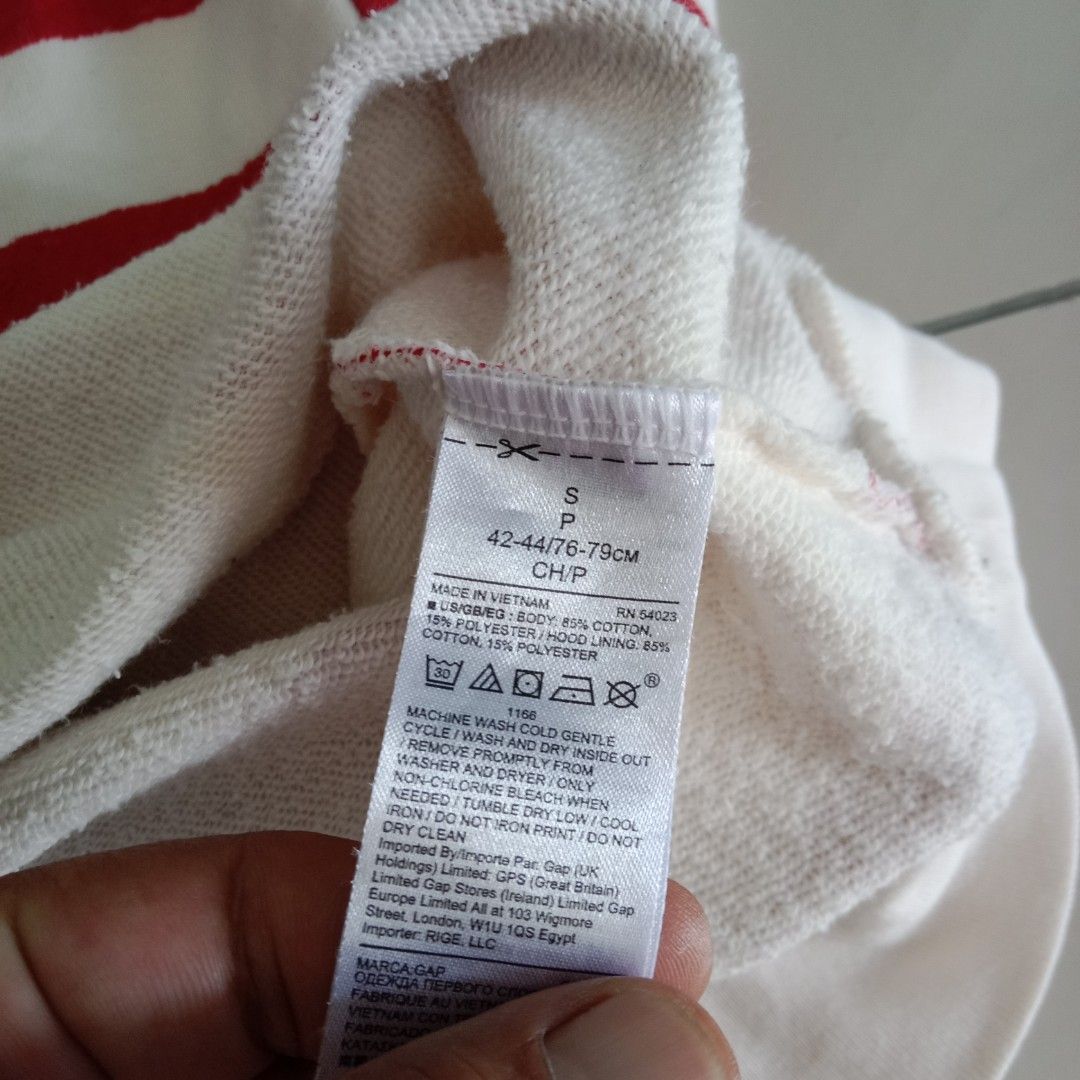 S
P
42-44/76-79CM
CH/P
MADE IN VIETNAM RN 54023
US/GB/EG : BODY: 85% COTTON,
15% POLYESTER / HOOD LINING: 85%
COTTON, 15% POLYESTER
30
®
1166
MACHINE WASH COLD GENTLE
CYCLE / WASH AND DRY INSIDE OUT
/ REMOVE PROMPTLY FROM
WASHER AND DRYER / ONLY
NON-CHLORINE BLEACH WHEN
NEEDED / TUMBLE DRY LOW / COOL
IRON / DO NOT IRON PRINT / DO NOT
DRY CLEAN
Imported By/Importe Par: Gap (UK
Holdings) Limited: GPS (Great Britain)
Limited Gap Stores (Ireland) Limited Gap
Europe Limited All at 103 Wigmore
Street, London, W1U 1QS Egypt
Importer: RIGE, LLC
MARCA:GAP
ОДЕЖДА ПЕРВОГО
FABRIQUE AU
VIETNAM CON